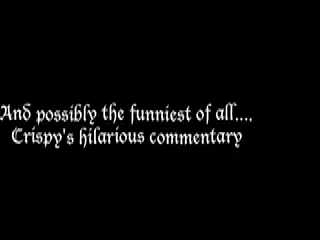 And possibly the funniest of all....
Crispy's hilarious commentary